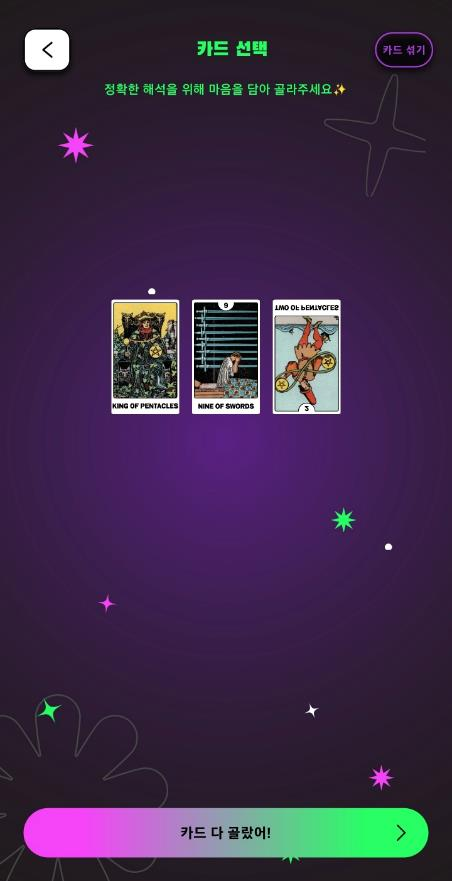 카드 선택
카드 섞기
정확한 해석을 위해 마음을 담아 골라주세요✨
KING OF PENTACLES
9
NINE OF SWORDS
TWO OF PENTACLES
2
카드 다 골랐어!